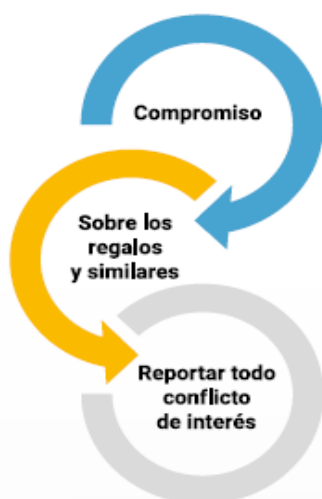 Compromiso
Sobre los
regalos
y similares
Reportar todo
conflicto
de interés